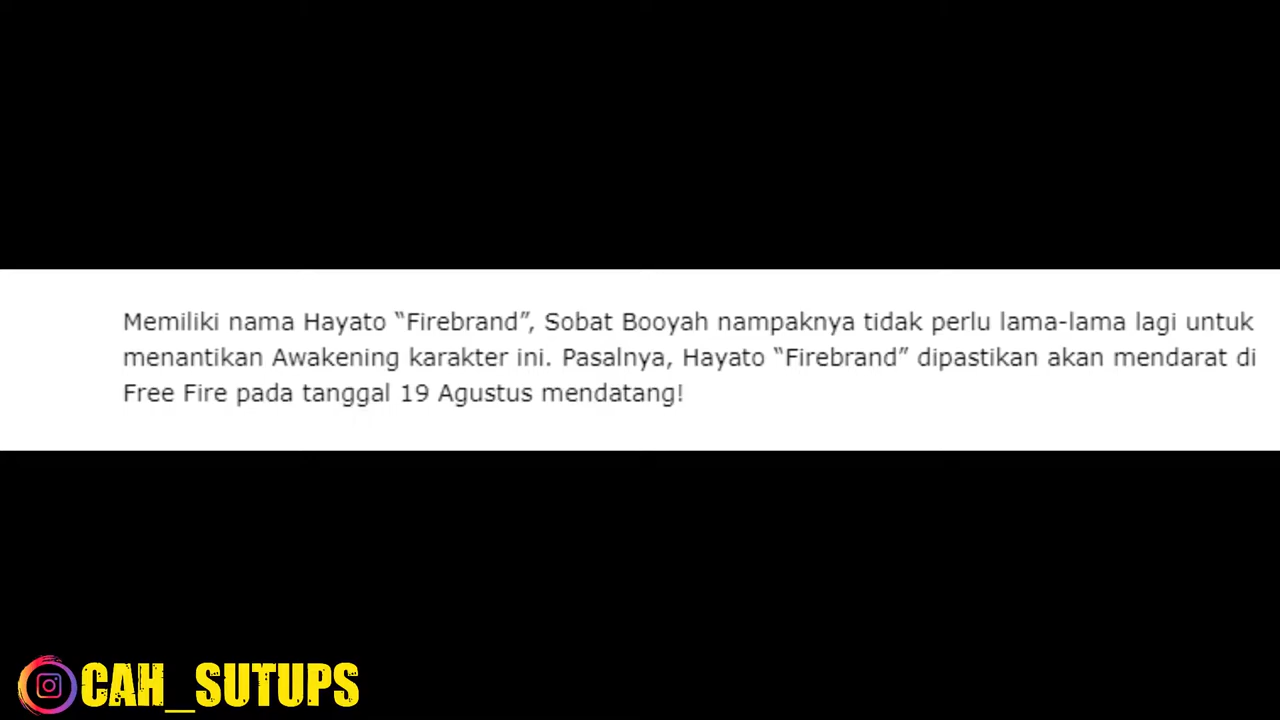 Memiliki nama Hayato “Firebrand”, Sobat Booyah nampaknya tidak perlu lama-lama lagi untuk
menantikan Awakening karakter ini. Pasalnya, Hayato “Firebrand” dipastikan akan mendarat di
Free Fire pada tanggal 19 Agustus mendatang!
CAH_SUTUPS